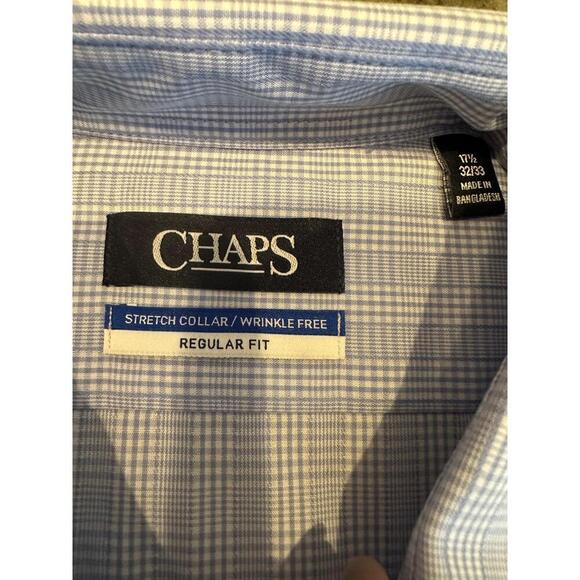 17½
32/33
MADE IN
BANGLADESH
CHAPS
STRETCH COLLAR / WRINKLE FREE
REGULAR FIT